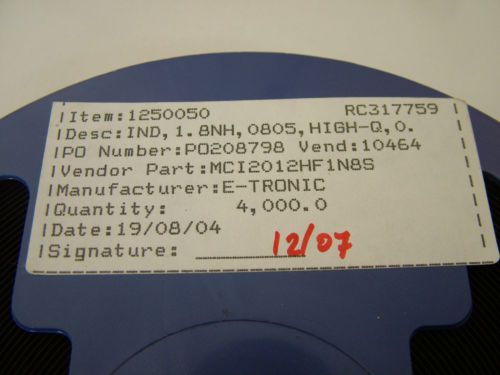 |Item:1250050 RC317759 |
|Desc:IND,1.8NH,0805,HIGH-Q,0.
|PO Number:PO208798 Vend:10464 |
|Vendor Part:MCI2012HF1N8S |
|Manufacturer:E-TRONIC |
|Quantity: 4,000.0 |
|Date:19/08/04 |
|Signature: 12/07 |